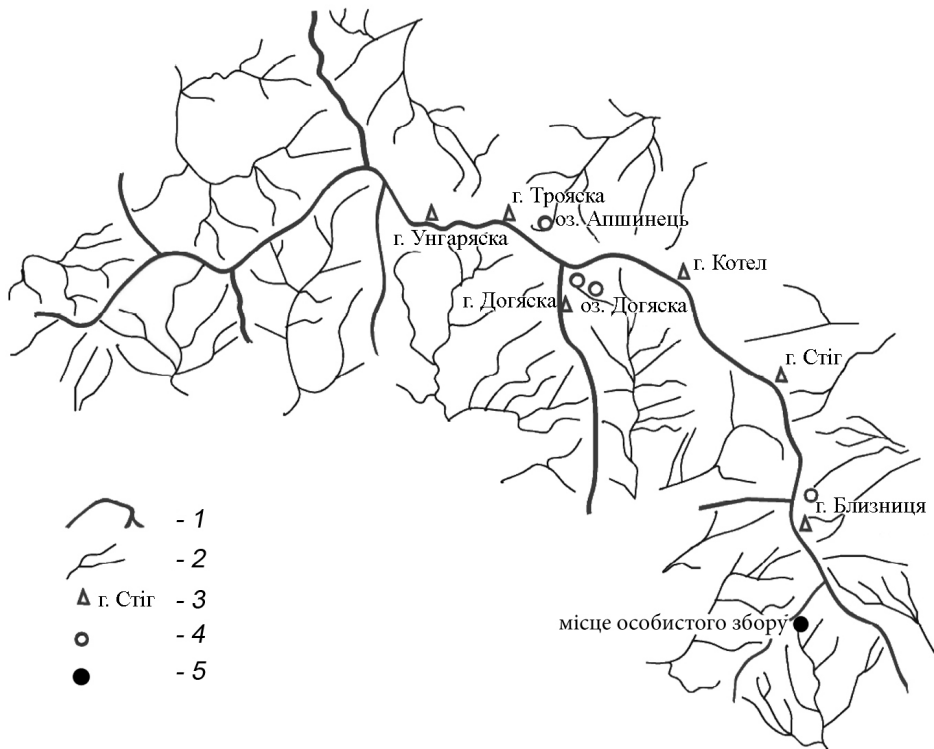 г. Трояска
оз. Апшинець
г. Унгаряска
г. Котел
г. Догяска
оз. Догяска
г. Стіг
г. Близниця
місце особистого збору
- 1
- 2
г. Стіг - 3
- 4
- 5